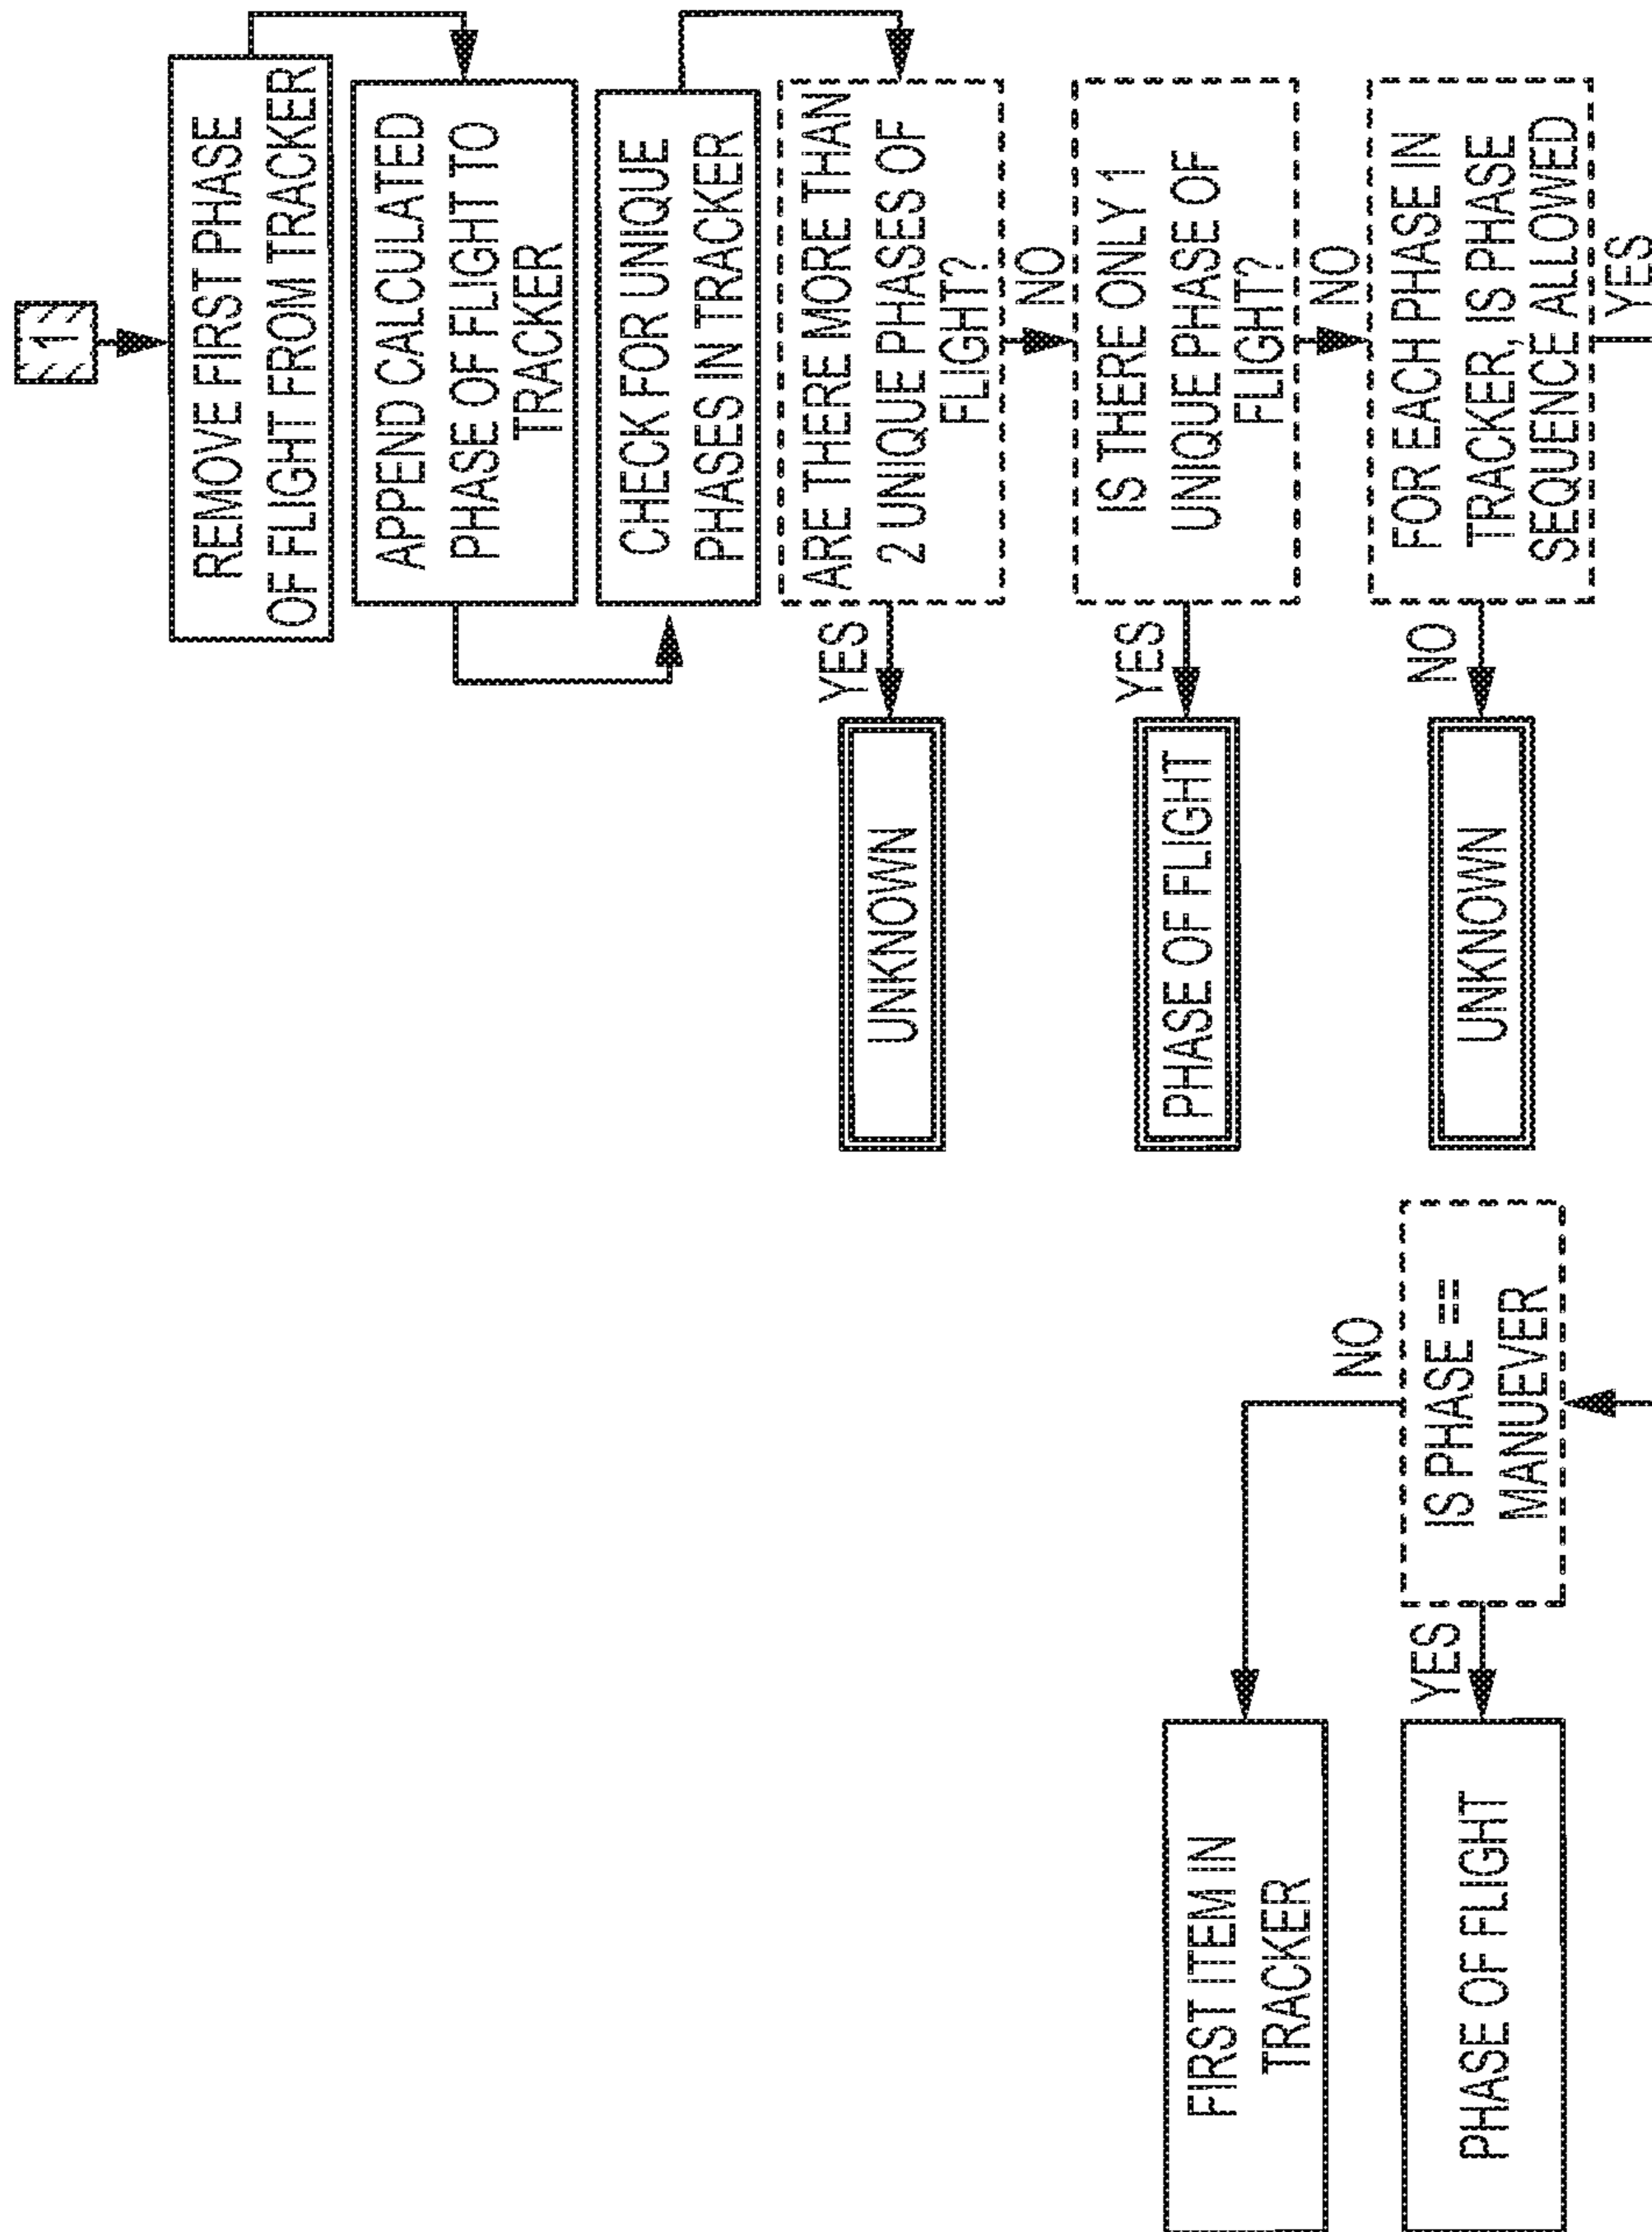 1
REMOVE FIRST PHASE
OF FLIGHT FROM TRACKER
APPEND CALCULATED
PHASE OF FLIGHT TO
TRACKER
CHECK FOR UNIQUE
PHASES IN TRACKER
ARE THERE MORE THAN
2 UNIQUE PHASES OF
FLIGHT?
YES
NO
UNKNOWN
IS THERE ONLY 1
UNIQUE PHASE OF
FLIGHT?
YES
NO
PHASE OF FLIGHT
FOR EACH PHASE IN
TRACKER, IS PHASE
SEQUENCE ALLOWED
NO
YES
UNKNOWN
IS PHASE ==
MANUEVER
NO
YES
FIRST ITEM IN
TRACKER
PHASE OF FLIGHT